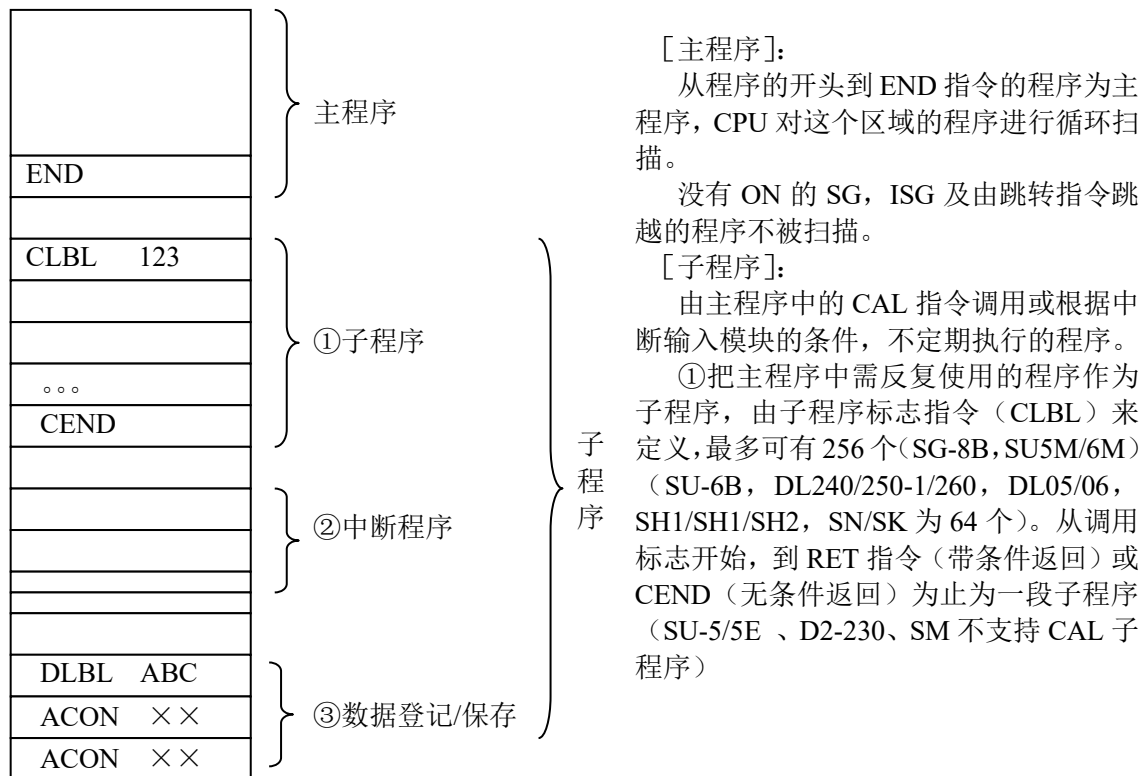 END
CLBL 123
。。。
CEND
DLBL ABC
ACON ××
ACON ××
主程序
①子程序
②中断程序
③数据登记/保存
子
程
序
［主程序］：
从程序的开头到 END 指令的程序为主
程序，CPU 对这个区域的程序进行循环扫
描。
没有 ON 的 SG，ISG 及由跳转指令跳
越的程序不被扫描。
［子程序］：
由主程序中的 CAL 指令调用或根据中
断输入模块的条件，不定期执行的程序。
①把主程序中需反复使用的程序作为
子程序，由子程序标志指令（CLBL）来
定义，最多可有 256 个（SG-8B，SU5M/6M）
（SU-6B，DL240/250-1/260，DL05/06，
SH1/SH1/SH2，SN/SK 为 64 个）。从调用
标志开始，到 RET 指令（带条件返回）或
CEND（无条件返回）为止为一段子程序
（SU-5/5E 、D2-230、SM 不支持 CAL 子
程序）